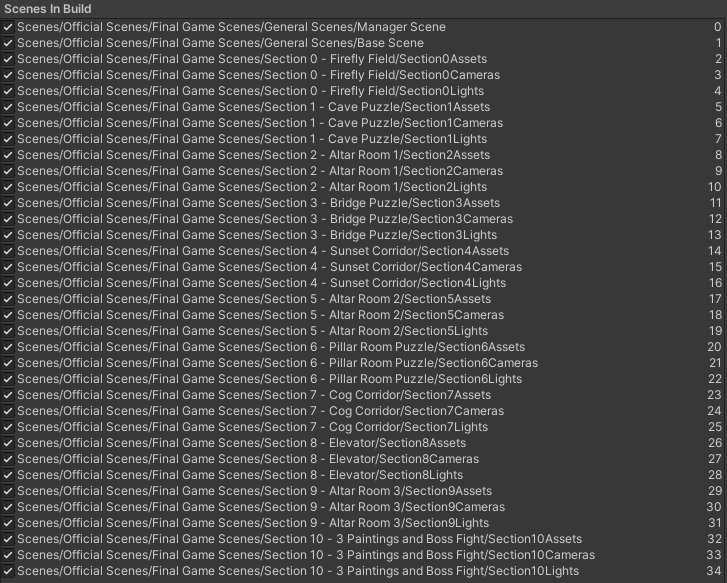 Scenes In Build
Scenes/Official Scenes/Final Game Scenes/General Scenes/Manager Scene 0
Scenes/Official Scenes/Final Game Scenes/General Scenes/Base Scene 1
Scenes/Official Scenes/Final Game Scenes/Section 0 - Firefly Field/Section0Assets 2
Scenes/Official Scenes/Final Game Scenes/Section 0 - Firefly Field/Section0Cameras 3
Scenes/Official Scenes/Final Game Scenes/Section 0 - Firefly Field/Section0Lights 4
Scenes/Official Scenes/Final Game Scenes/Section 1 - Cave Puzzle/Section1Assets 5
Scenes/Official Scenes/Final Game Scenes/Section 1 - Cave Puzzle/Section1Cameras 6
Scenes/Official Scenes/Final Game Scenes/Section 1 - Cave Puzzle/Section1Lights 7
Scenes/Official Scenes/Final Game Scenes/Section 2 - Altar Room 1/Section2Assets 8
Scenes/Official Scenes/Final Game Scenes/Section 2 - Altar Room 1/Section2Cameras 9
Scenes/Official Scenes/Final Game Scenes/Section 2 - Altar Room 1/Section2Lights 10
Scenes/Official Scenes/Final Game Scenes/Section 3 - Bridge Puzzle/Section3Assets 11
Scenes/Official Scenes/Final Game Scenes/Section 3 - Bridge Puzzle/Section3Cameras 12
Scenes/Official Scenes/Final Game Scenes/Section 3 - Bridge Puzzle/Section3Lights 13
Scenes/Official Scenes/Final Game Scenes/Section 4 - Sunset Corridor/Section4Assets 14
Scenes/Official Scenes/Final Game Scenes/Section 4 - Sunset Corridor/Section4Cameras 15
Scenes/Official Scenes/Final Game Scenes/Section 4 - Sunset Corridor/Section4Lights 16
Scenes/Official Scenes/Final Game Scenes/Section 5 - Altar Room 2/Section5Assets 17
Scenes/Official Scenes/Final Game Scenes/Section 5 - Altar Room 2/Section5Cameras 18
Scenes/Official Scenes/Final Game Scenes/Section 5 - Altar Room 2/Section5Lights 19
Scenes/Official Scenes/Final Game Scenes/Section 6 - Pillar Room Puzzle/Section6Assets 20
Scenes/Official Scenes/Final Game Scenes/Section 6 - Pillar Room Puzzle/Section6Cameras 21
Scenes/Official Scenes/Final Game Scenes/Section 6 - Pillar Room Puzzle/Section6Lights 22
Scenes/Official Scenes/Final Game Scenes/Section 7 - Cog Corridor/Section7Assets 23
Scenes/Official Scenes/Final Game Scenes/Section 7 - Cog Corridor/Section7Cameras 24
Scenes/Official Scenes/Final Game Scenes/Section 7 - Cog Corridor/Section7Lights 25
Scenes/Official Scenes/Final Game Scenes/Section 8 - Elevator/Section8Assets 26
Scenes/Official Scenes/Final Game Scenes/Section 8 - Elevator/Section8Cameras 27
Scenes/Official Scenes/Final Game Scenes/Section 8 - Elevator/Section8Lights 28
Scenes/Official Scenes/Final Game Scenes/Section 9 - Altar Room 3/Section9Assets 29
Scenes/Official Scenes/Final Game Scenes/Section 9 - Altar Room 3/Section9Cameras 30
Scenes/Official Scenes/Final Game Scenes/Section 9 - Altar Room 3/Section9Lights 31
Scenes/Official Scenes/Final Game Scenes/Section 10 - 3 Paintings and Boss Fight/Section10Assets 32
Scenes/Official Scenes/Final Game Scenes/Section 10 - 3 Paintings and Boss Fight/Section10Cameras 33
Scenes/Official Scenes/Final Game Scenes/Section 10 - 3 Paintings and Boss Fight/Section10Lights 34